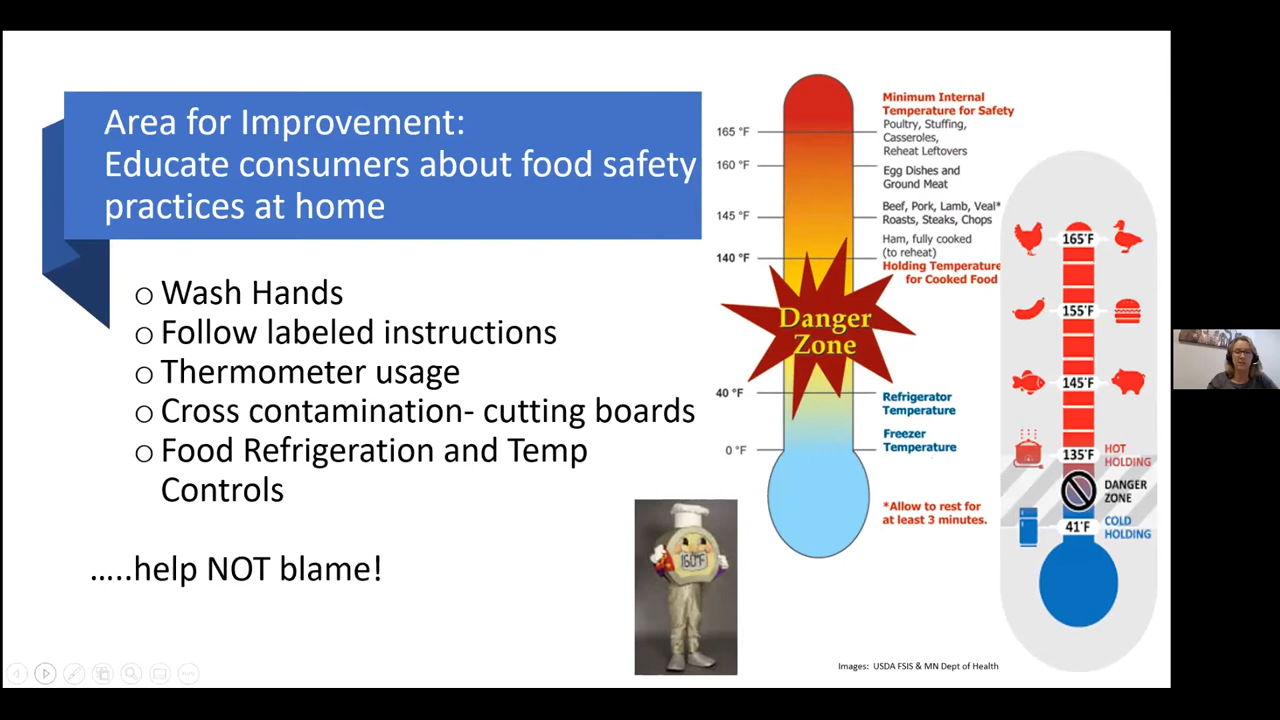 Area for Improvement:
Educate consumers about food safety
practices at home
o Wash Hands
o Follow labeled instructions
o Thermometer usage
o Cross contamination- cutting boards
o Food Refrigeration and Temp
Controls
…..help NOT blame!
Minimum Internal
Temperature for Safety
165 °F
Poultry, Stuffing,
Casseroles,
Reheat Leftovers
160 °F
Egg Dishes and
Ground Meat
145 °F
Beef, Pork, Lamb, Veal*
Roasts, Steaks, Chops
Ham, fully cooked
(to reheat)
140 °F
Holding Temperature
for Cooked Food
Danger
Zone
40 °F
Refrigerator
Temperature
0 °F
Freezer
Temperature
*Allow to rest for
at least 3 minutes.
165°F
155°F
145°F
135°F
HOT
HOLDING
DANGER
ZONE
41°F
COLD
HOLDING
160°F
Images: USDA FSIS & MN Dept of Health